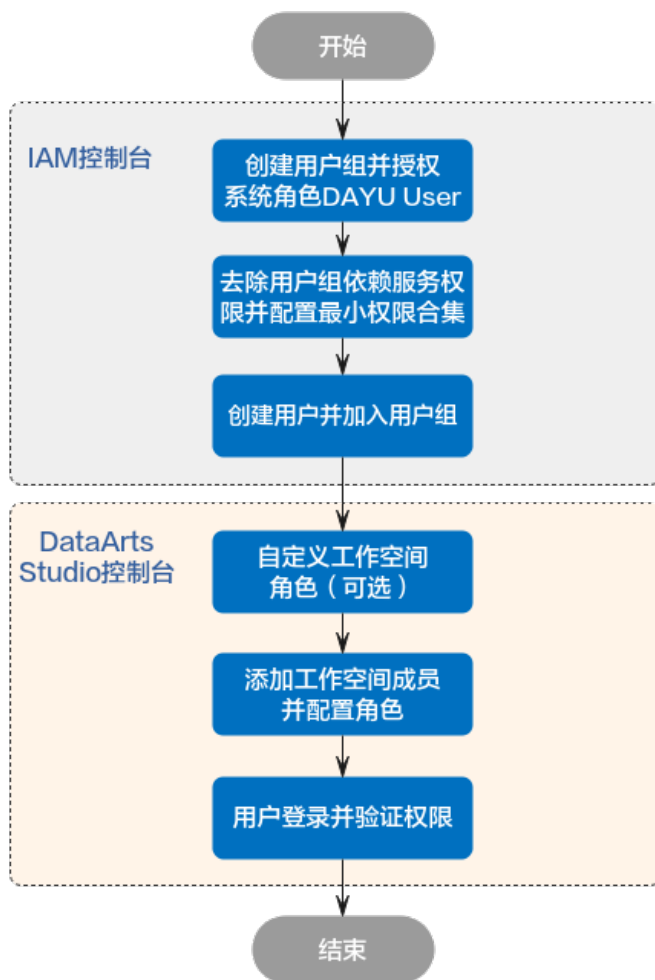 开始
IAM控制台
创建用户组并授权
系统角色DAYU User
去除用户组依赖服务权
限并配置最小权限合集
创建用户并加入用户组
DataArts
Studio控制台
自定义工作空间
角色（可选）
添加工作空间成员
并配置角色
用户登录并验证权限
结束